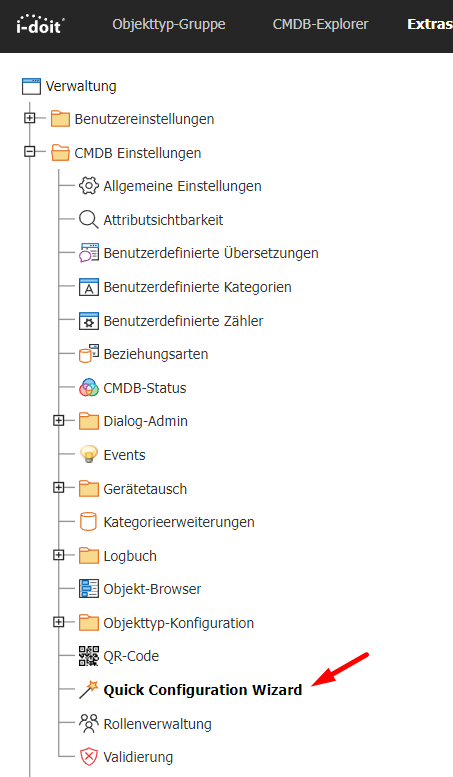 i-doit
Objekttyp-Gruppe CMDB-Explorer Extras
Verwaltung
Benutzereinstellungen
CMDB Einstellungen
Allgemeine Einstellungen
Attributsichtbarkeit
Benutzerdefinierte Übersetzungen
Benutzerdefinierte Kategorien
Benutzerdefinierte Zähler
Beziehungsarten
CMDB-Status
Dialog-Admin
Events
Gerätetausch
Kategorieerweiterungen
Logbuch
Objekt-Browser
Objekttyp-Konfiguration
QR-Code
Quick Configuration Wizard
Rollenverwaltung
Validierung